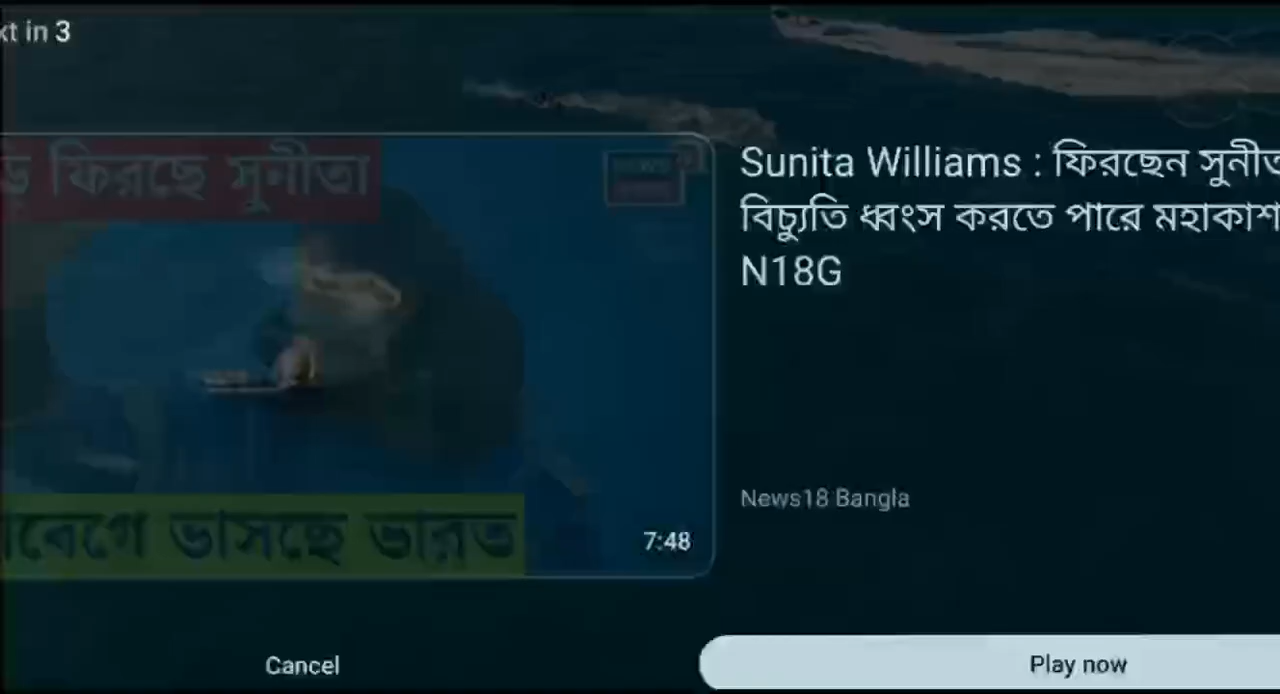 xt in 3
ফিরছে সুনীতা
Sunita Williams : ফিরছেন সুনীত
বিচ্যুতি ধ্বংস করতে পারে মহাকাশ
N18G
News18 Bangla
াবেগে ভাসছে ভারত
7:48
Cancel
Play now